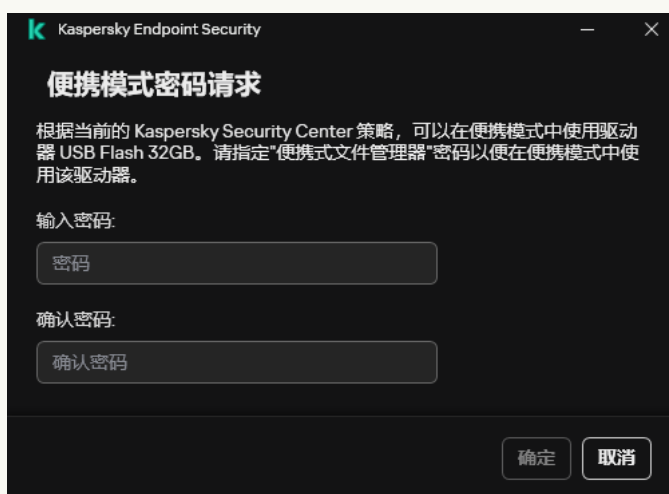 Kaspersky Endpoint Security
便携模式密码请求
根据当前的 Kaspersky Security Center 策略，可以在便携模式中使用驱动
器 USB Flash 32GB。请指定"便携式文件管理器"密码以便在便携模式中使
用该驱动器。
输入密码:
密码
确认密码:
确认密码
确定
取消